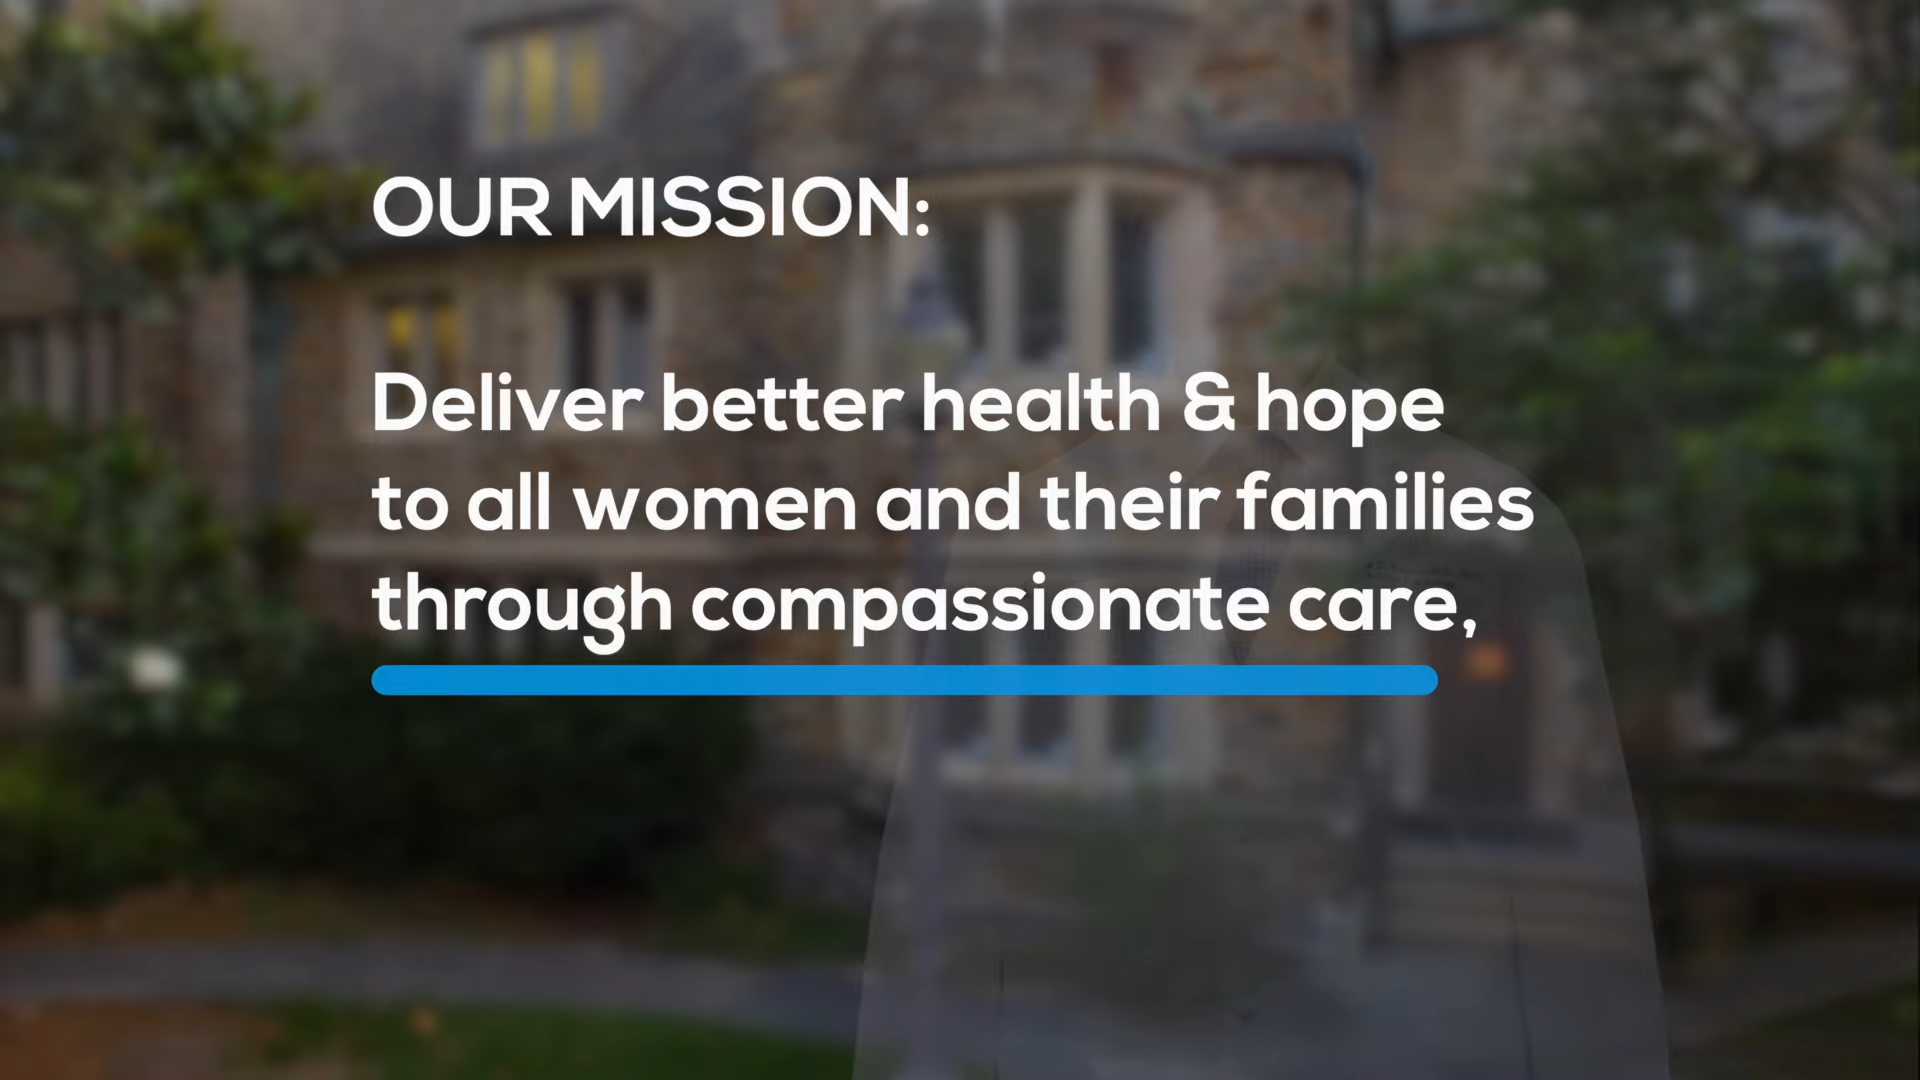 OUR MISSION:
Deliver better health & hope
to all women and their families
through compassionate care,